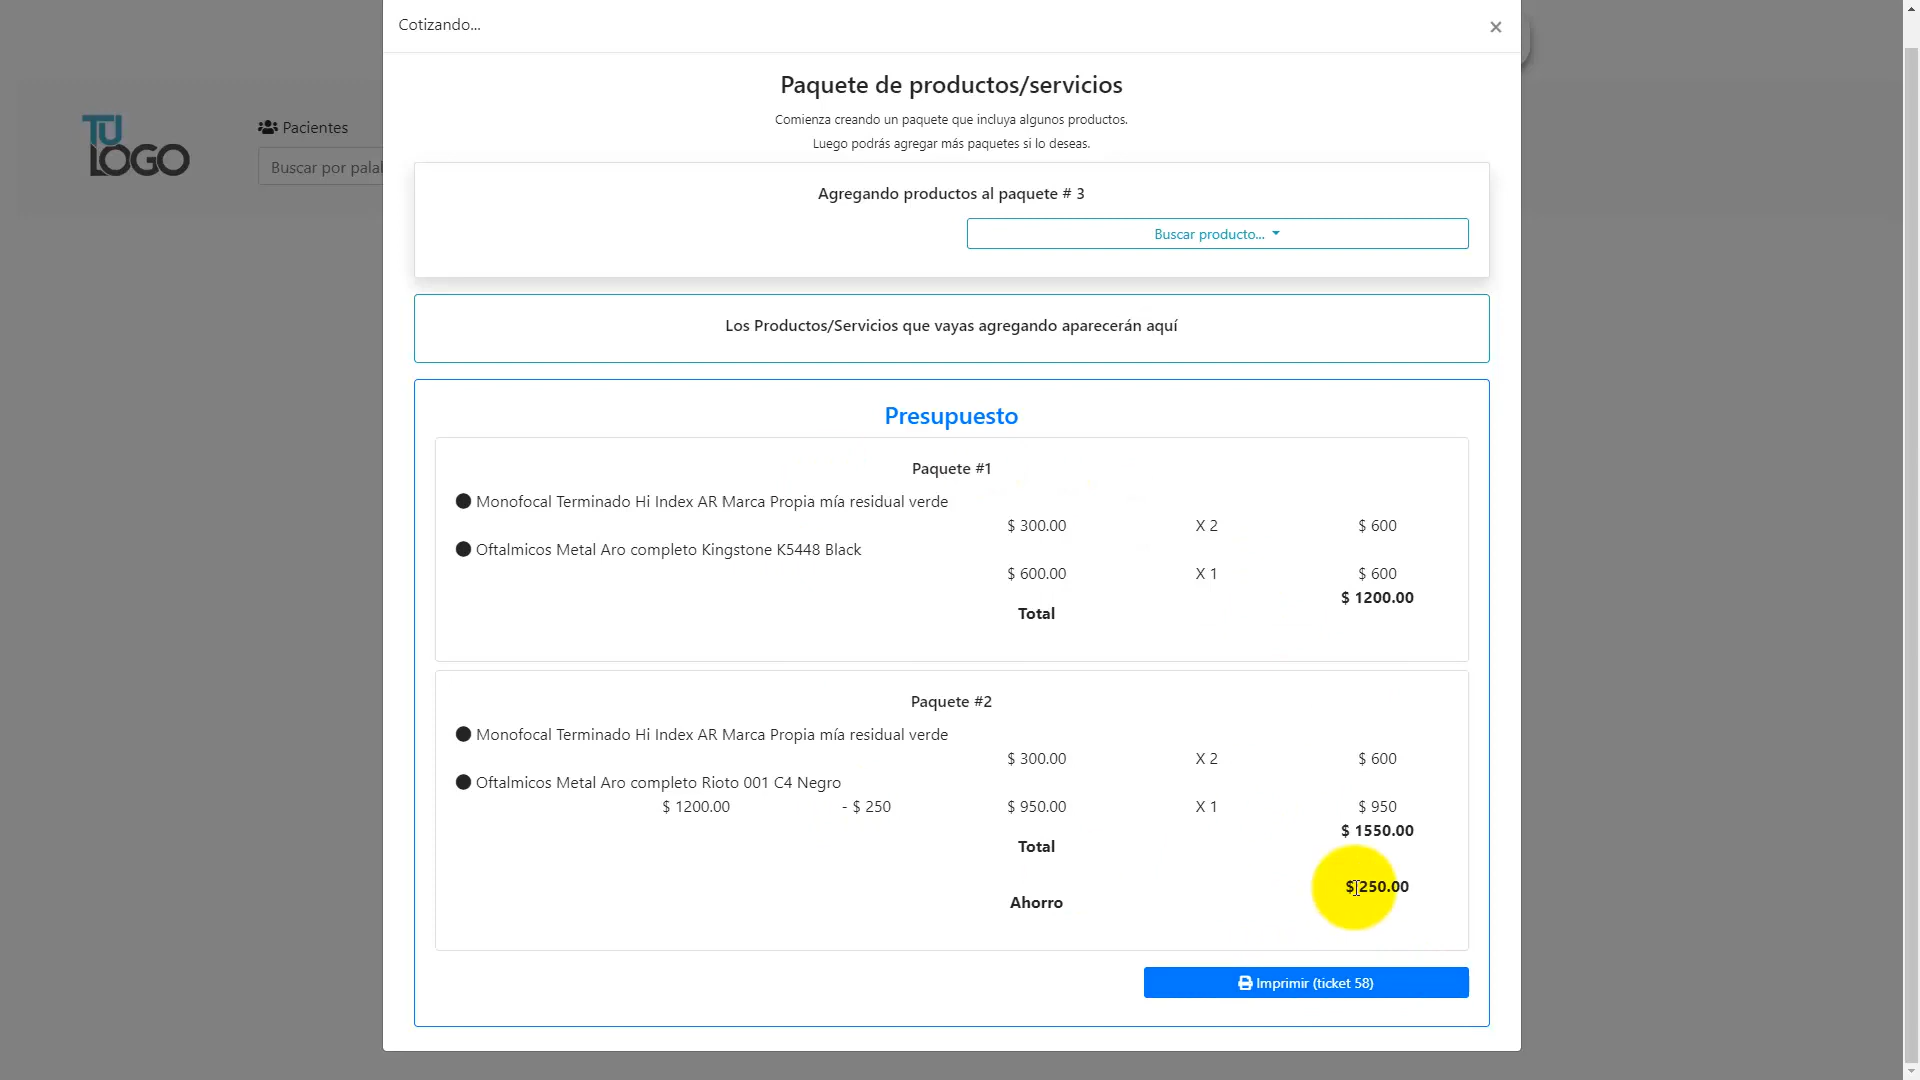 Cotizando...
×
TU
LOGO
Pacientes
Buscar por palal
Paquete de productos/servicios
Comienza creando un paquete que incluya algunos productos.
Luego podrás agregar más paquetes si lo deseas.
Agregando productos al paquete # 3
Buscar producto...
Los Productos/Servicios que vayas agregando aparecerán aquí
Presupuesto
Paquete #1
Monofocal Terminado Hi Index AR Marca Propia mía residual verde
$ 300.00 X 2 $ 600
Oftalmicos Metal Aro completo Kingstone K5448 Black
$ 600.00 X 1 $ 600
$ 1200.00
Total
Paquete #2
Monofocal Terminado Hi Index AR Marca Propia mía residual verde
$ 300.00 X 2 $ 600
Oftalmicos Metal Aro completo Rioto 001 C4 Negro
$ 1200.00 - $ 250 $ 950.00 X 1 $ 950
$ 1550.00
Total
$ 250.00
Ahorro
Imprimir (ticket 58)